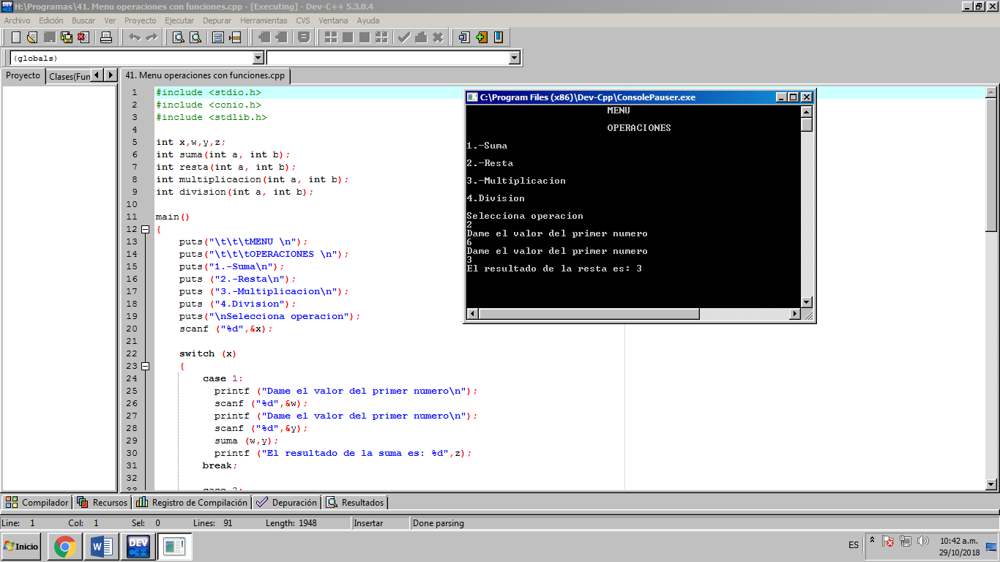 H:\Programas\41. Menu operaciones con funciones.cpp - [Executing] - Dev-C++ 5.3.0.4
Archivo Edición Buscar Ver Proyecto Ejecutar Depurar Herramientas CVS Ventana Ayuda
(globals)
Proyecto Clases(Fun
41. Menu operaciones con funciones.cpp
1 #include <stdio.h>
2 #include <conio.h>
3 #include <stdlib.h>
4
5 int x,w,y,z;
6 int suma(int a, int b);
7 int resta(int a, int b);
8 int multiplicacion(int a, int b);
9 int division(int a, int b);
10
11 main()
12 {
13 puts("\t\t\tMENU \n");
14 puts("\t\t\tOPERACIONES \n");
15 puts("1.-Suma\n");
16 puts ("2.-Resta\n");
17 puts ("3.-Multiplicacion\n");
18 puts ("4.Division");
19 puts("\nSelecciona operacion");
20 scanf ("%d",&x);
21
22 switch (x)
23 {
24 case 1:
25 printf ("Dame el valor del primer numero\n");
26 scanf ("%d",&w);
27 printf ("Dame el valor del primer numero\n");
28 scanf ("%d",&y);
29 suma (w,y);
30 printf ("El resultado de la suma es: %d",z);
31 break;
32
33 case 2:
C:\Program Files (x86)\Dev-Cpp\ConsolePauser.exe
MENU
OPERACIONES
1.-Suma
2.-Resta
3.-Multiplicacion
4.Division
Selecciona operacion
2
Dame el valor del primer numero
6
Dame el valor del primer numero
3
El resultado de la resta es: 3
Compilador Recursos Registro de Compilación Depuración Resultados
Line: 1 Col: 1 Sel: 0 Lines: 91 Length: 1948 Insertar Done parsing
Inicio
DEV C++
ES
10:42 a.m.
29/10/2018